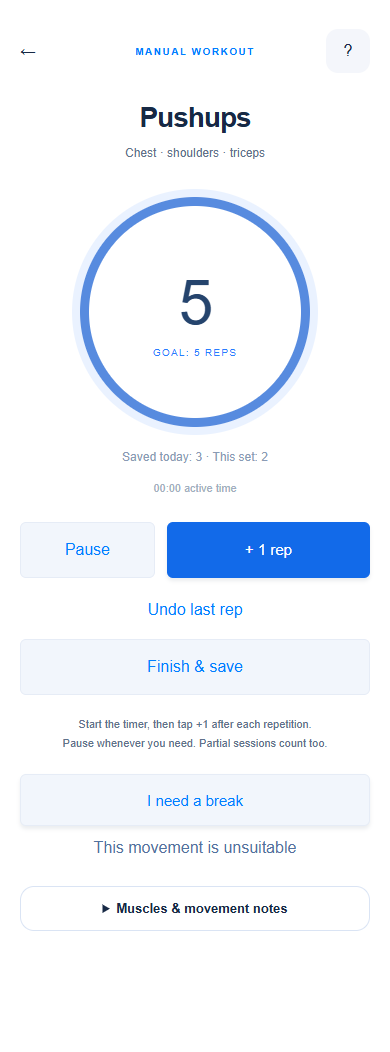 ←
MANUAL WORKOUT
?
Pushups
Chest · shoulders · triceps
5
GOAL: 5 REPS
Saved today: 3 · This set: 2
00:00 active time
Pause
+ 1 rep
Undo last rep
Finish & save
Start the timer, then tap +1 after each repetition.
Pause whenever you need. Partial sessions count too.
I need a break
This movement is unsuitable
▶ Muscles & movement notes